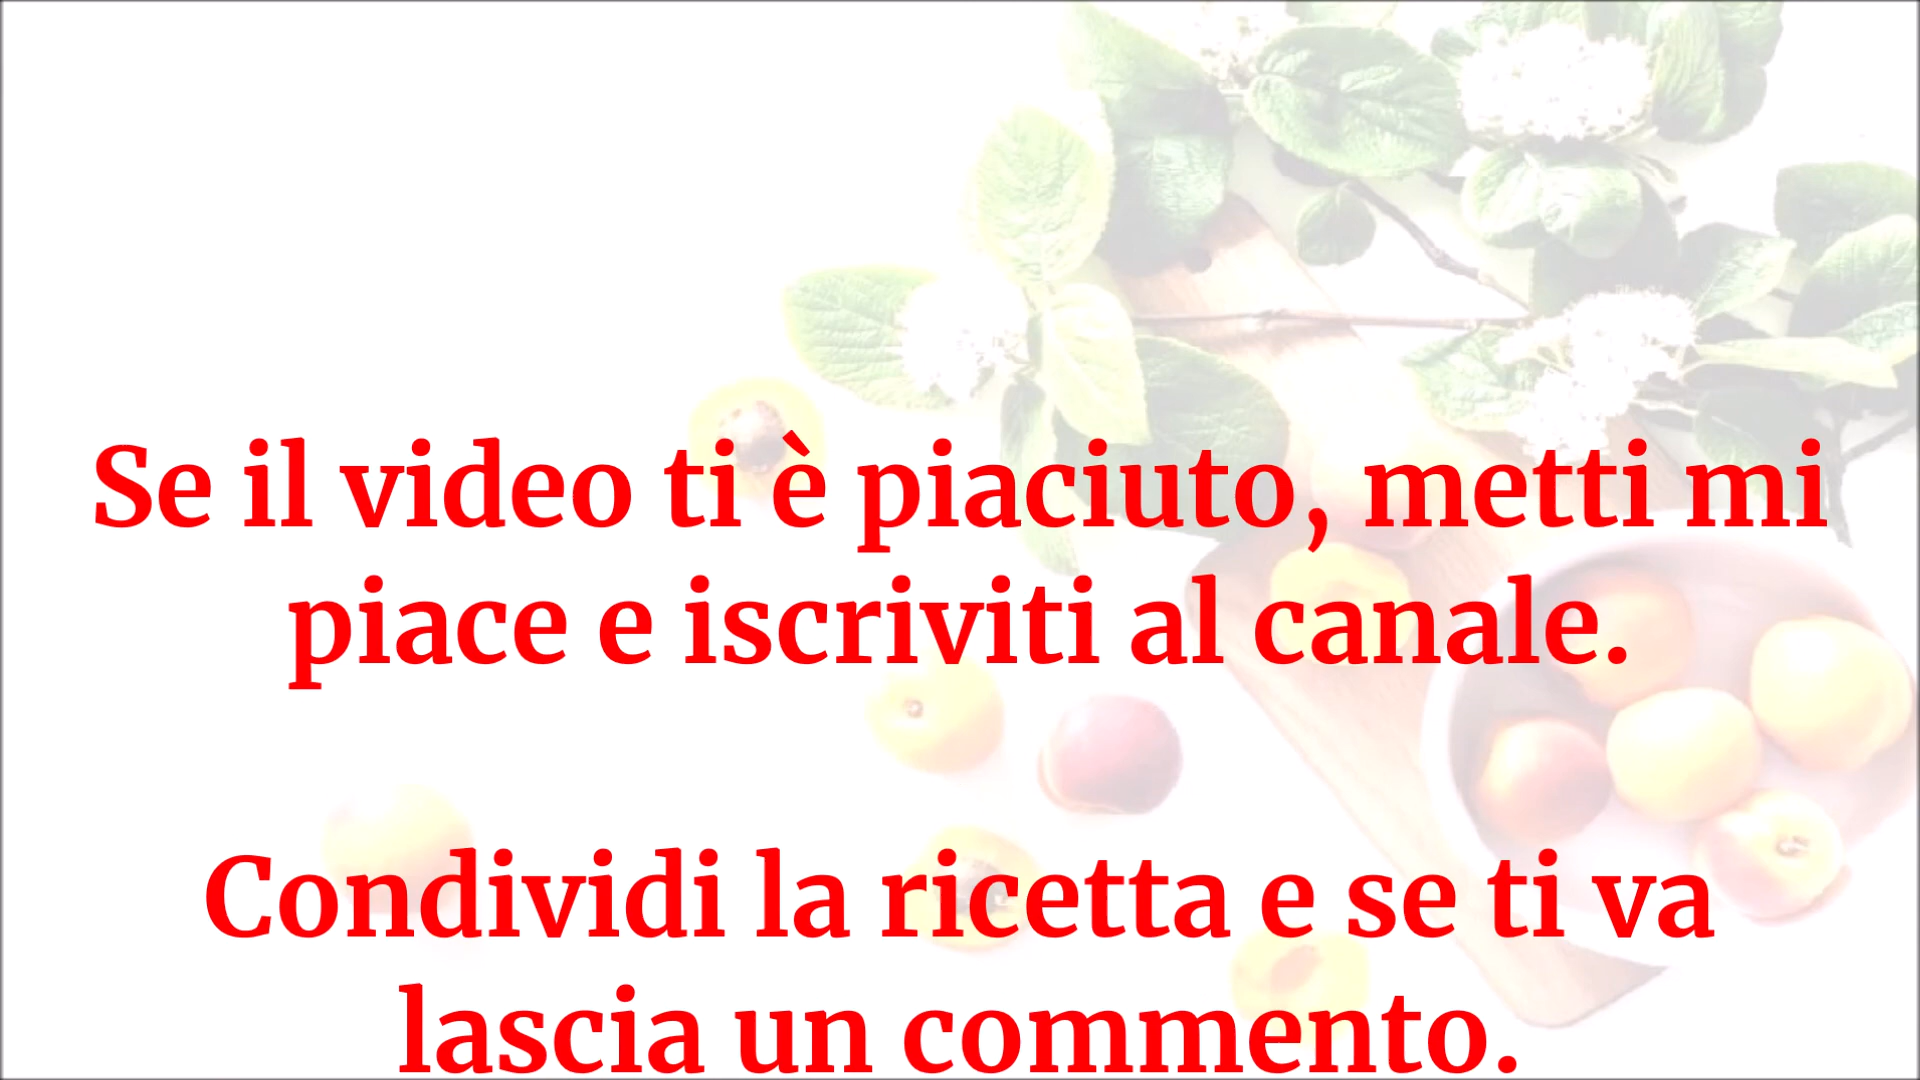 Se il video ti è piaciuto, metti mi
piace e iscriviti al canale.
Condividi la ricetta e se ti va
lascia un commento.